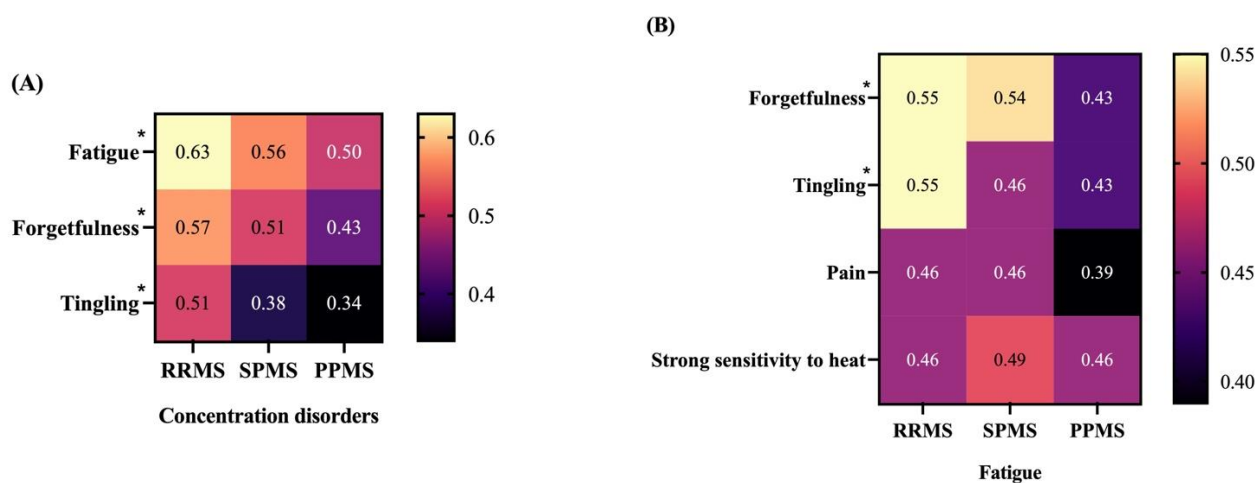 (A)
Fatigue*
0.63 0.56 0.50
Forgetfulness*
0.57 0.51 0.43
Tingling*
0.51 0.38 0.34
RRMS SPMS PPMS
Concentration disorders
0.6
0.5
0.4
(B)
Forgetfulness*
0.55 0.54 0.43
Tingling*
0.55 0.46 0.43
Pain
0.46 0.46 0.39
Strong sensitivity to heat
0.46 0.49 0.46
RRMS SPMS PPMS
Fatigue
0.55
0.50
0.45
0.40